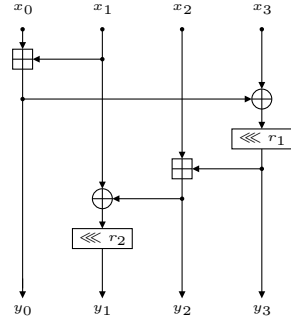 x₀ x₁ x₂ x₃
⋘ r₁
⋘ r₂
y₀ y₁ y₂ y₃